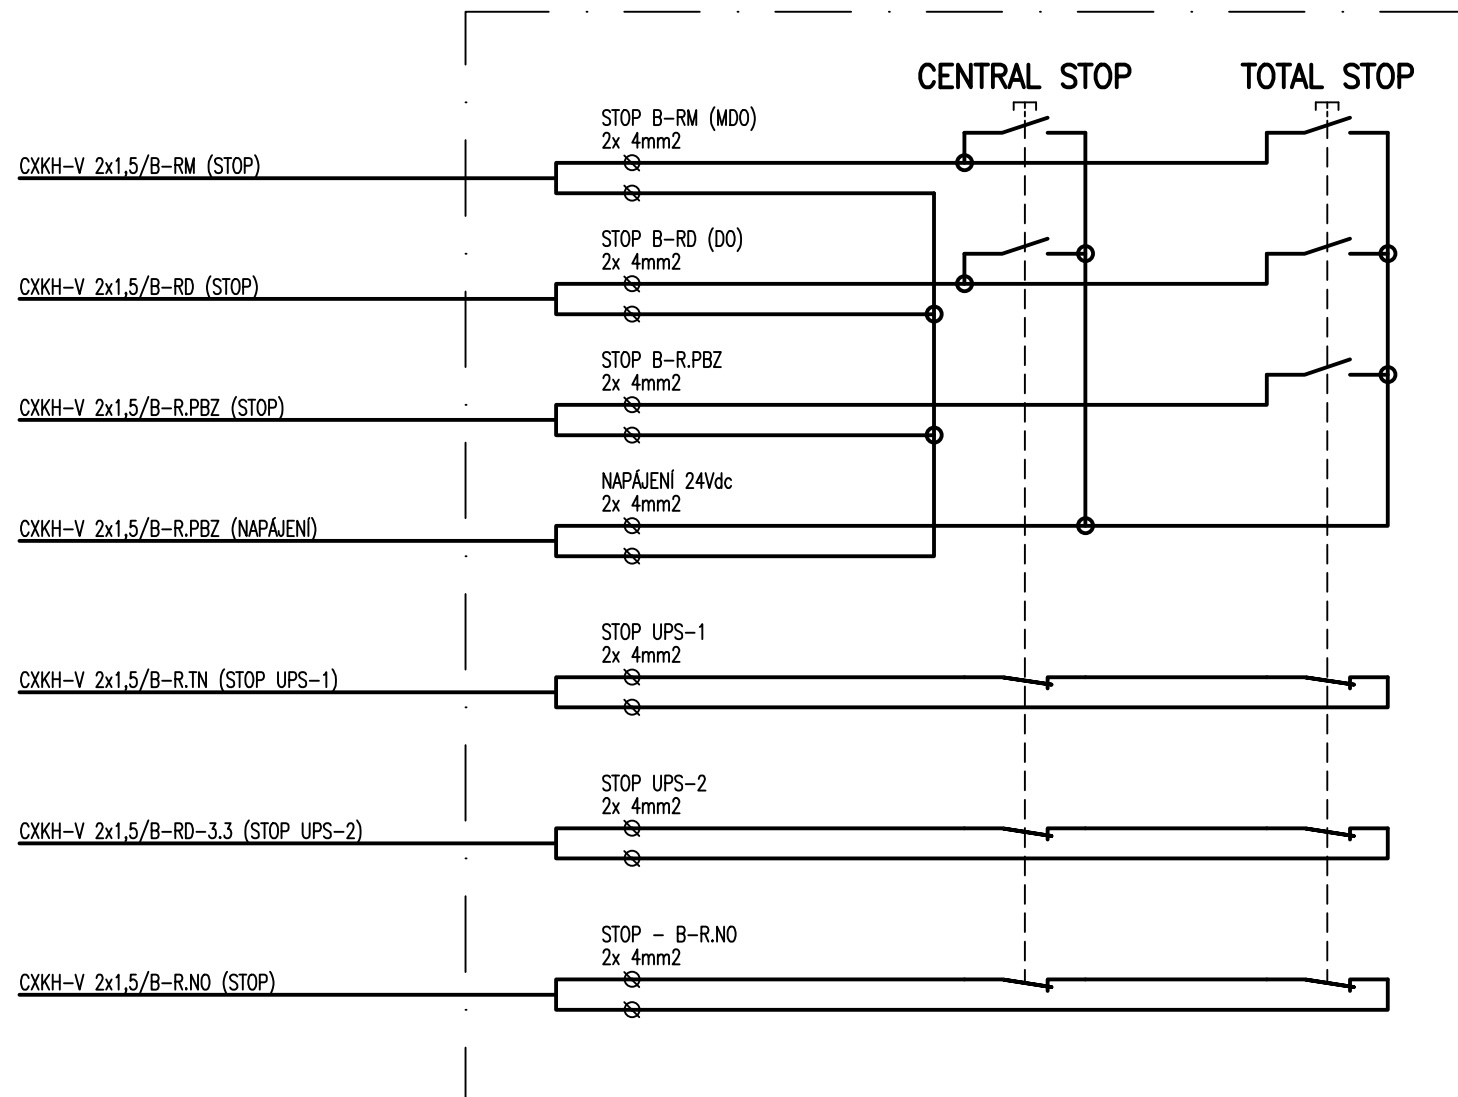 CENTRAL STOP
TOTAL STOP
STOP B-RM (MDO)
2x 4mm2
CXKH-V 2x1,5/B-RM (STOP)
STOP B-RD (DO)
2x 4mm2
CXKH-V 2x1,5/B-RD (STOP)
STOP B-R.PBZ
2x 4mm2
CXKH-V 2x1,5/B-R.PBZ (STOP)
NAPÁJENÍ 24Vdc
2x 4mm2
CXKH-V 2x1,5/B-R.PBZ (NAPÁJENÍ)
STOP UPS-1
2x 4mm2
CXKH-V 2x1,5/B-R.TN (STOP UPS-1)
STOP UPS-2
2x 4mm2
CXKH-V 2x1,5/B-RD-3.3 (STOP UPS-2)
STOP - B-R.NO
2x 4mm2
CXKH-V 2x1,5/B-R.NO (STOP)